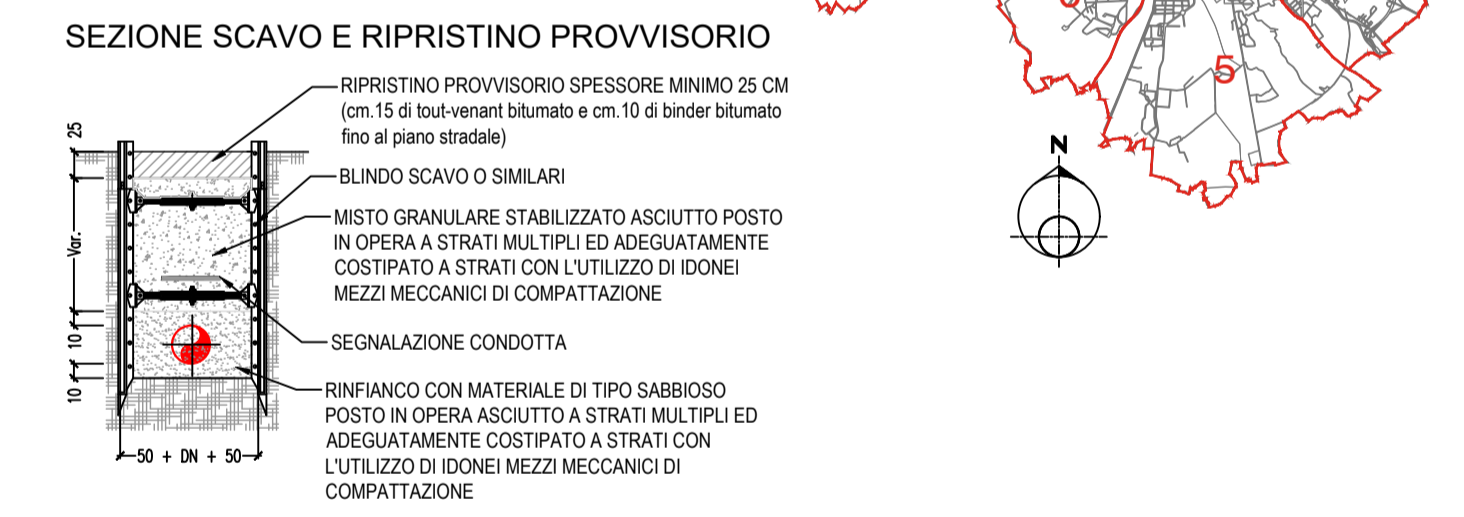 SEZIONE SCAVO E RIPRISTINO PROVVISORIO
RIPRISTINO PROVVISORIO SPESSORE MINIMO 25 CM
(cm.15 di tout-venant bitumato e cm.10 di binder bitumato
fino al piano stradale)
BLINDO SCAVO O SIMILARI
MISTO GRANULARE STABILIZZATO ASCIUTTO POSTO
IN OPERA A STRATI MULTIPLI ED ADEGUATAMENTE
COSTIPATO A STRATI CON L'UTILIZZO DI IDONEI
MEZZI MECCANICI DI COMPATTAZIONE
SEGNALAZIONE CONDOTTA
RINFIANCO CON MATERIALE DI TIPO SABBIOSO
POSTO IN OPERA ASCIUTTO A STRATI MULTIPLI ED
ADEGUATAMENTE COSTIPATO A STRATI CON
L'UTILIZZO DI IDONEI MEZZI MECCANICI DI
COMPATTAZIONE
25
Var.
10
10
50 + DN + 50
5
N